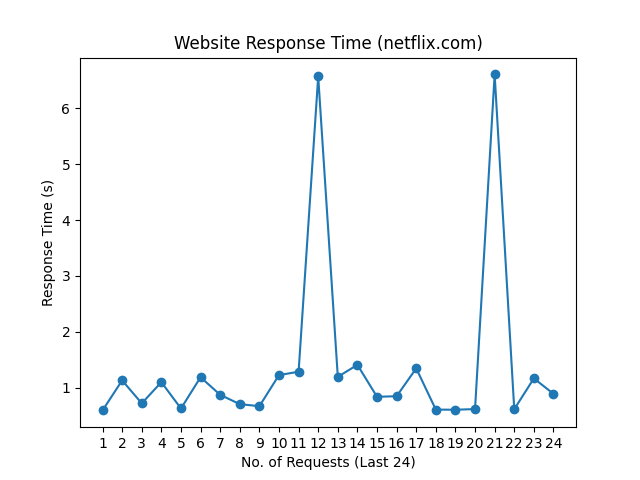 Website Response Time (netflix.com)
6
5
4
3
2
1
Response Time (s)
1 2 3 4 5 6 7 8 9 10 11 12 13 14 15 16 17 18 19 20 21 22 23 24
No. of Requests (Last 24)